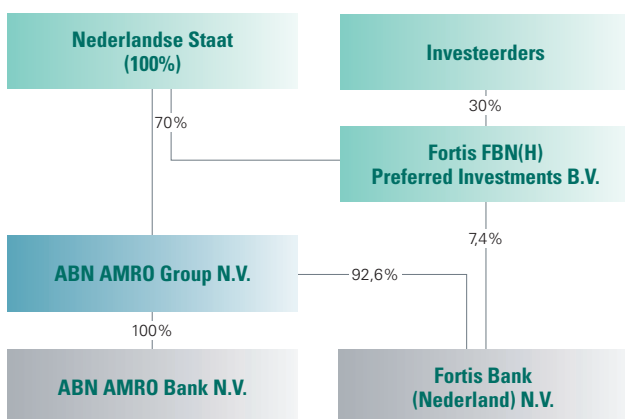 Nederlandse Staat
(100%)
Investeerders
30%
70%
Fortis FBN(H)
Preferred Investments B.V.
7,4%
ABN AMRO Group N.V.
92,6%
100%
ABN AMRO Bank N.V.
Fortis Bank
(Nederland) N.V.